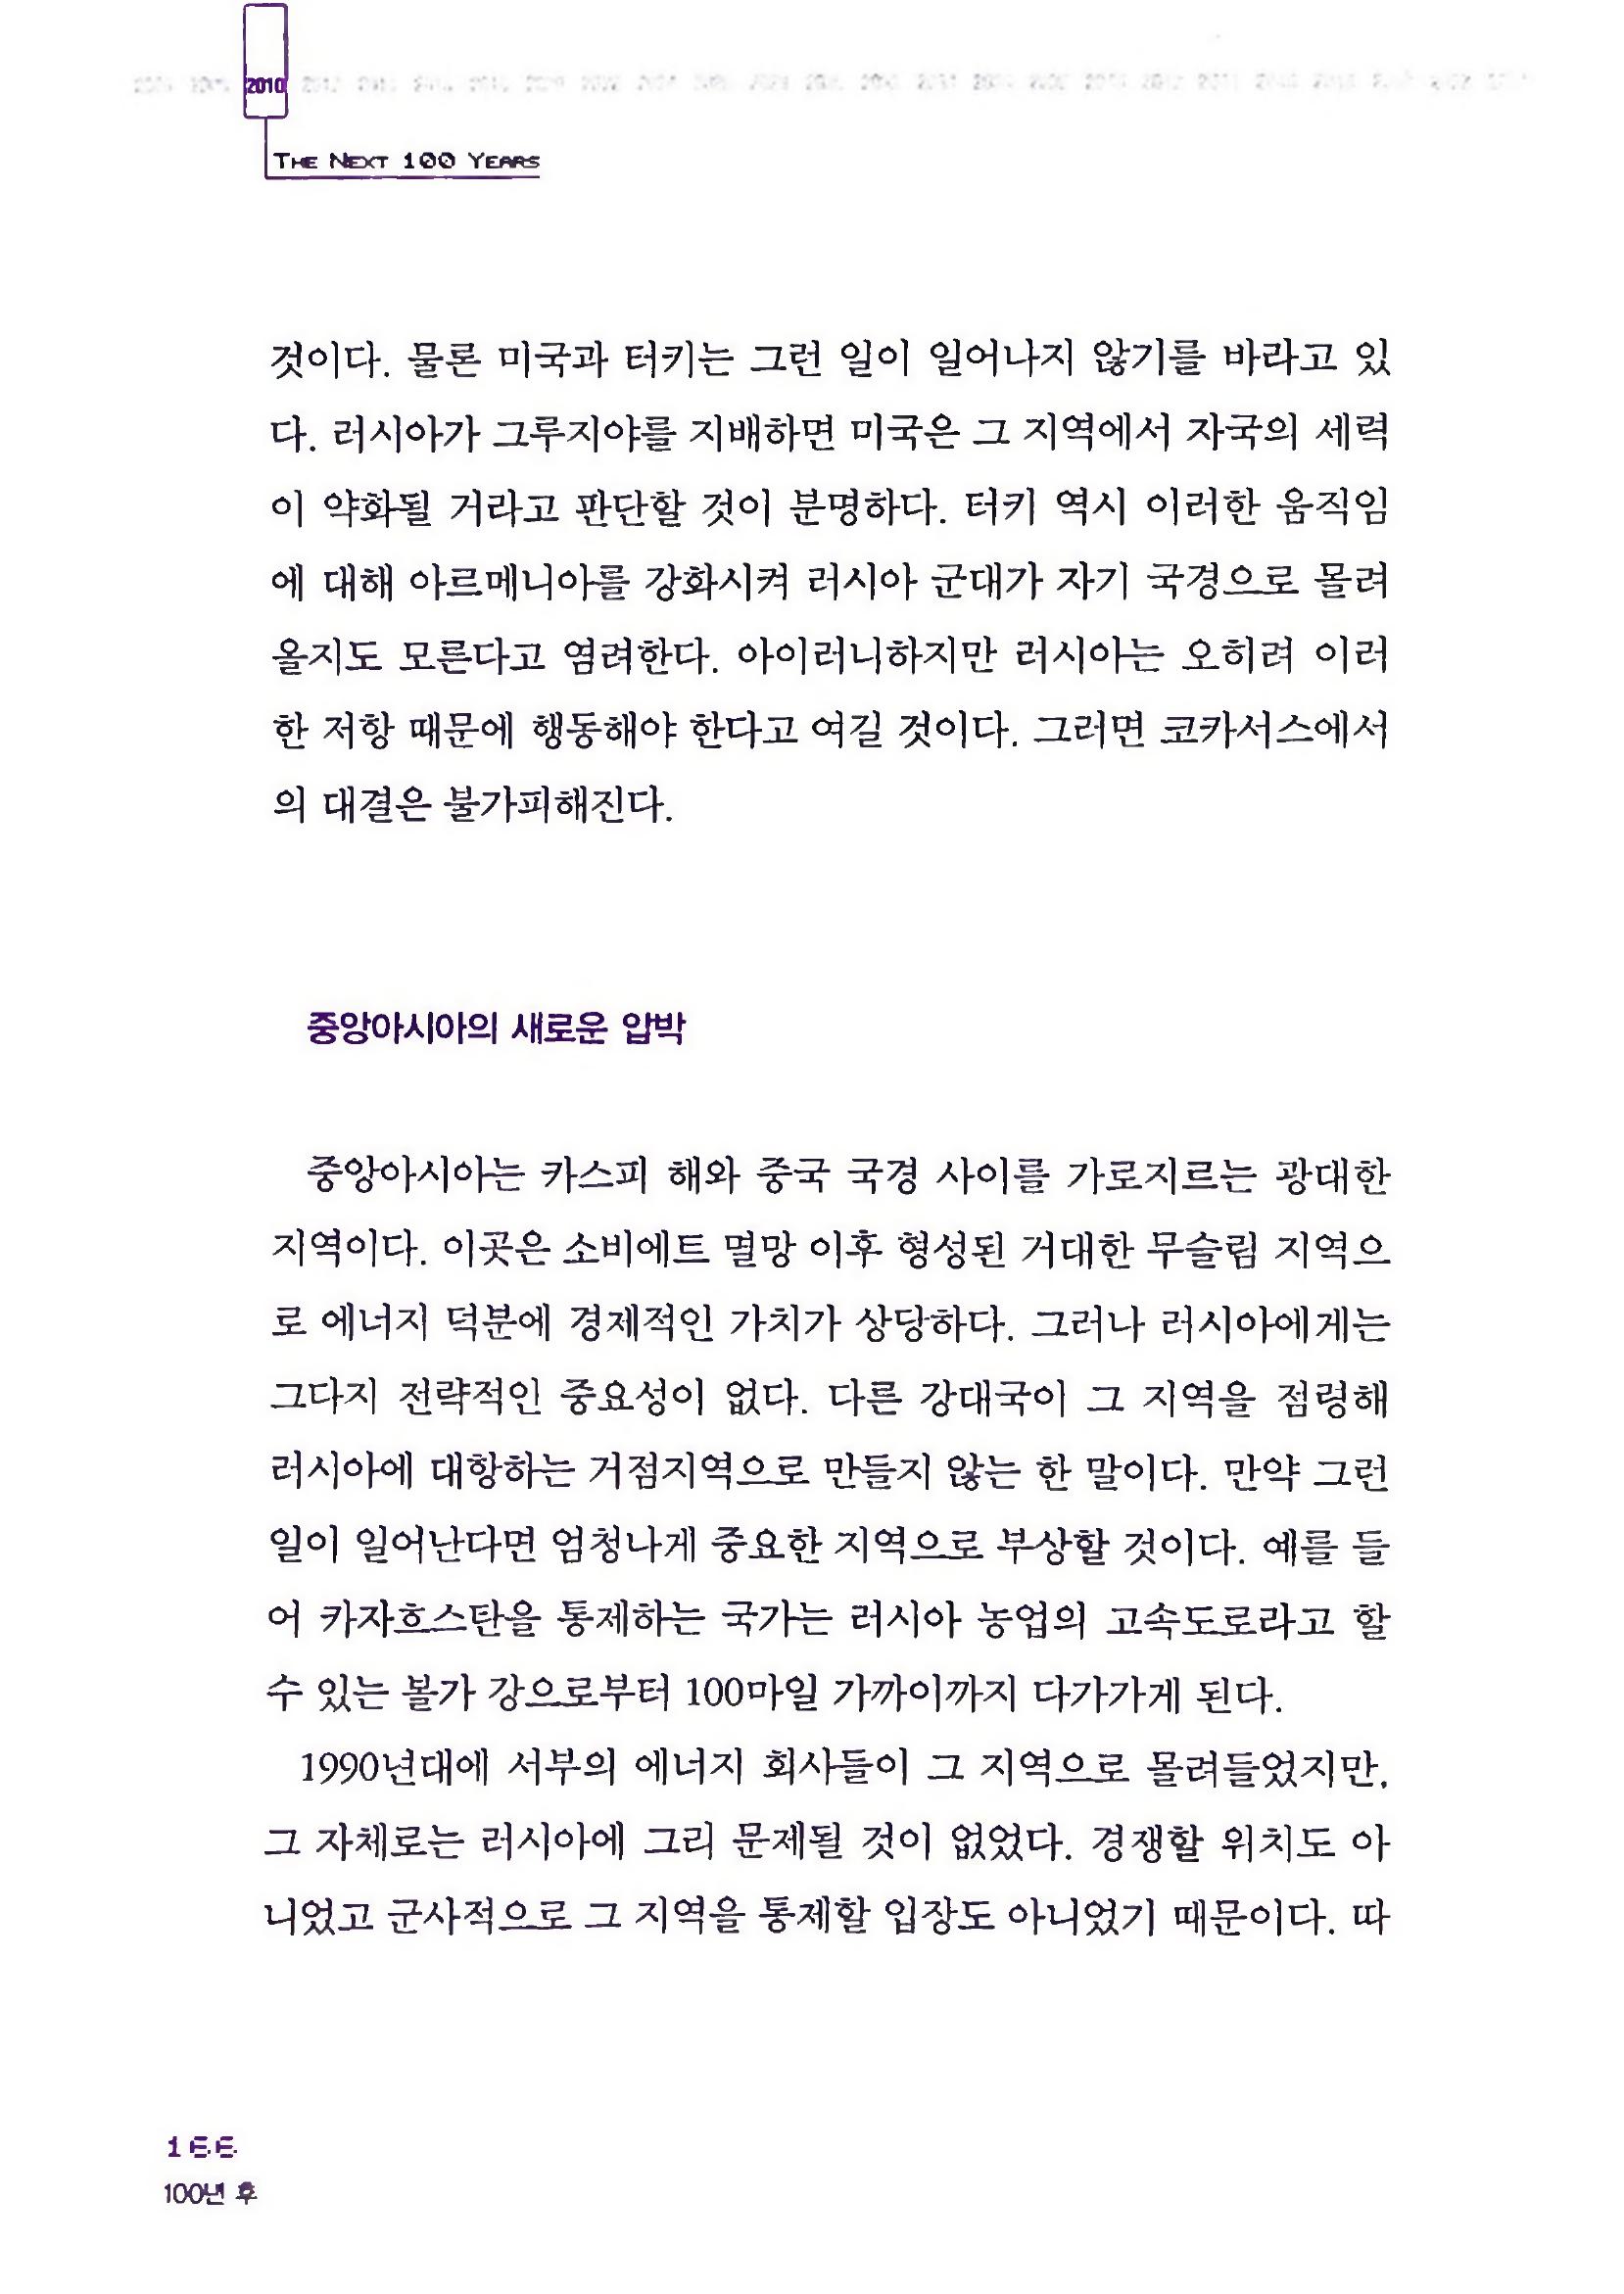 2010
THE NEXT 100 YEARS
것이다. 물론 미국과 터키는 그런 일이 일어나지 않기를 바라고 있
다. 러시아가 그루지야를 지배하면 미국은 그 지역에서 자국의 세력
이 약화될 거라고 판단할 것이 분명하다. 터키 역시 이러한 움직임
에 대해 아르메니아를 강화시켜 러시아 군대가 자기 국경으로 몰려
올지도 모른다고 염려한다. 아이러니하지만 러시아는 오히려 이러
한 저항 때문에 행동해야 한다고 여길 것이다. 그러면 코카서스에서
의 대결은 불가피해진다.
중앙아시아의 새로운 압박
중앙아시아는 카스피 해와 중국 국경 사이를 가로지르는 광대한
지역이다. 이곳은 소비에트 멸망 이후 형성된 거대한 무슬림 지역으
로 에너지 덕분에 경제적인 가치가 상당하다. 그러나 러시아에게는
그다지 전략적인 중요성이 없다. 다른 강대국이 그 지역을 점령해
러시아에 대항하는 거점지역으로 만들지 않는 한 말이다. 만약 그런
일이 일어난다면 엄청나게 중요한 지역으로 부상할 것이다. 예를 들
어 카자흐스탄을 통제하는 국가는 러시아 농업의 고속도로라고 할
수 있는 볼가 강으로부터 100마일 가까이까지 다가가게 된다.
1990년대에 서부의 에너지 회사들이 그 지역으로 몰려들었지만,
그 자체로는 러시아에 그리 문제될 것이 없었다. 경쟁할 위치도 아
니었고 군사적으로 그 지역을 통제할 입장도 아니었기 때문이다. 따
166
100년 후